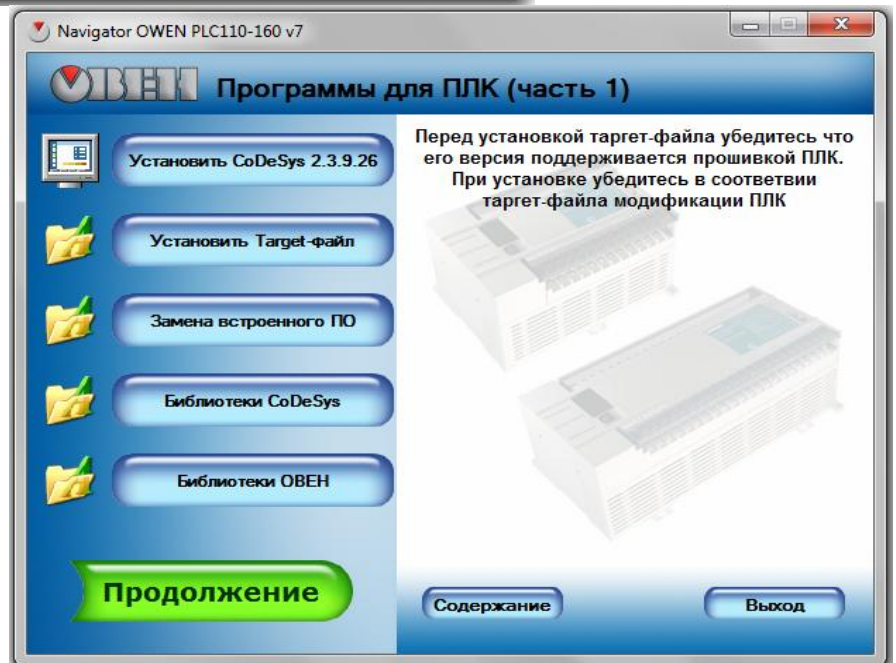 Navigator OWEN PLC110-160 v7
ОВЕН Программы для ПЛК (часть 1)
Установить CoDeSys 2.3.9.26
Установить Target-файл
Замена встроенного ПО
Библиотеки CoDeSys
Библиотеки ОВЕН
Продолжение
Перед установкой таргет-файла убедитесь что
его версия поддерживается прошивкой ПЛК.
При установке убедитесь в соответвии
таргет-файла модификации ПЛК
Содержание
Выход